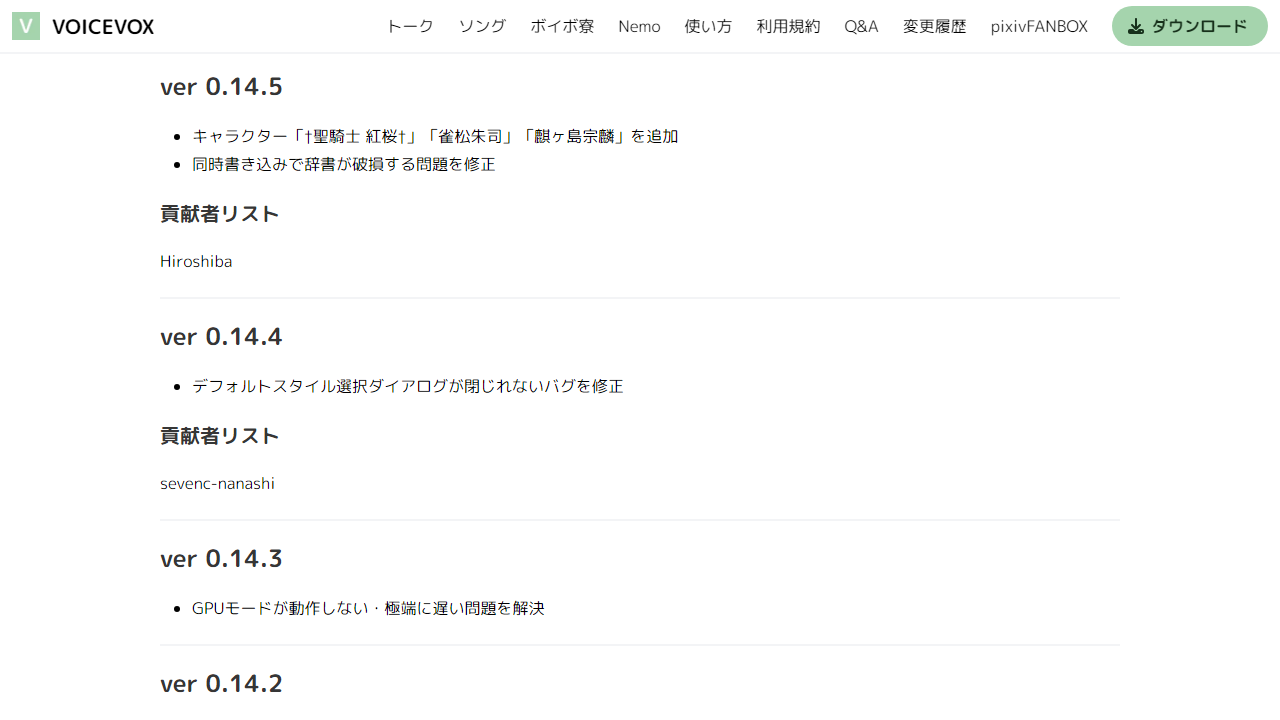 V VOICEVOX トーク ソング ボイボ寮 Nemo 使い方 利用規約 Q&A 変更履歴 pixivFANBOX ダウンロード
ver 0.14.5
キャラクター「†聖騎士 紅桜†」「雀松朱司」「麒ヶ島宗麟」を追加
同時書き込みで辞書が破損する問題を修正
貢献者リスト
Hiroshiba
ver 0.14.4
デフォルトスタイル選択ダイアログが閉じれないバグを修正
貢献者リスト
sevenc-nanashi
ver 0.14.3
GPUモードが動作しない・極端に遅い問題を解決
ver 0.14.2